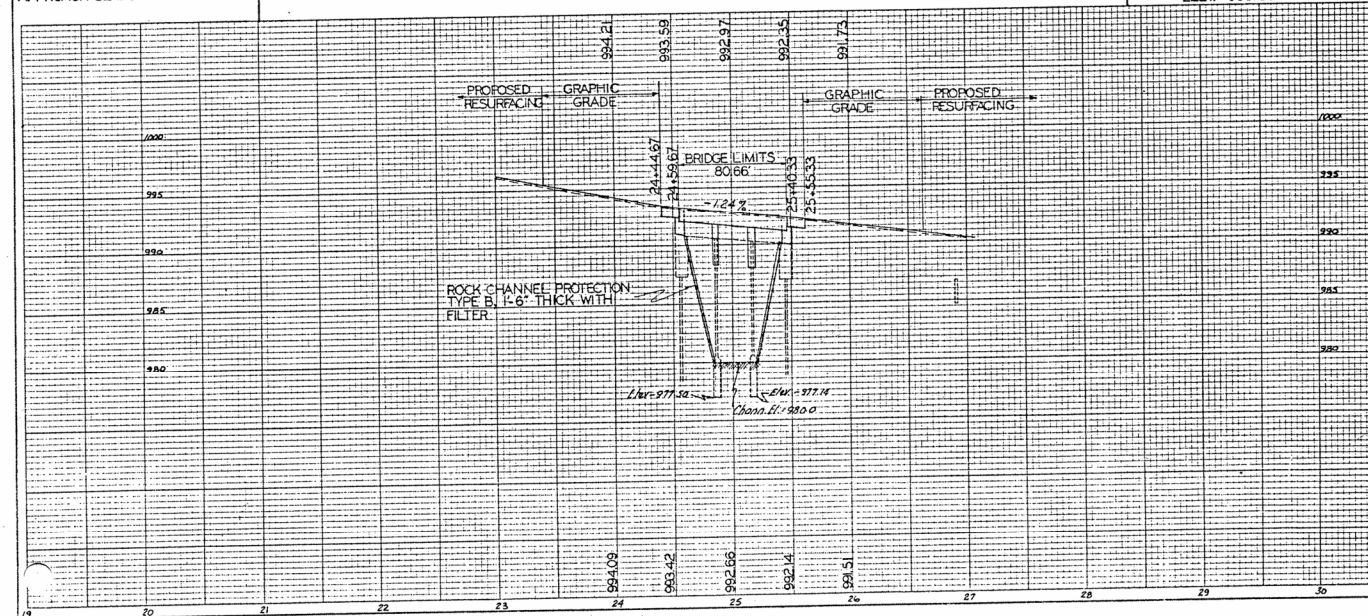 994.21
993.59
992.97
992.35
991.73
PROPOSED
RESURFACING
GRAPHIC
GRADE
GRAPHIC
GRADE
PROPOSED
RESURFACING
1000
1000
24+44.67
24+59.67
BRIDGE LIMITS
80.66'
25+40.33
25+55.33
995
995
-1.24%
990
990
ROCK CHANNEL PROTECTION
TYPE B, 1'-6" THICK WITH
FILTER
985
985
980
980
Elev.=977.50
Elev.=977.14
Chann. El.=980.0
994.09
993.42
992.66
992.14
991.51
19
20
21
22
23
24
25
26
27
28
29
30